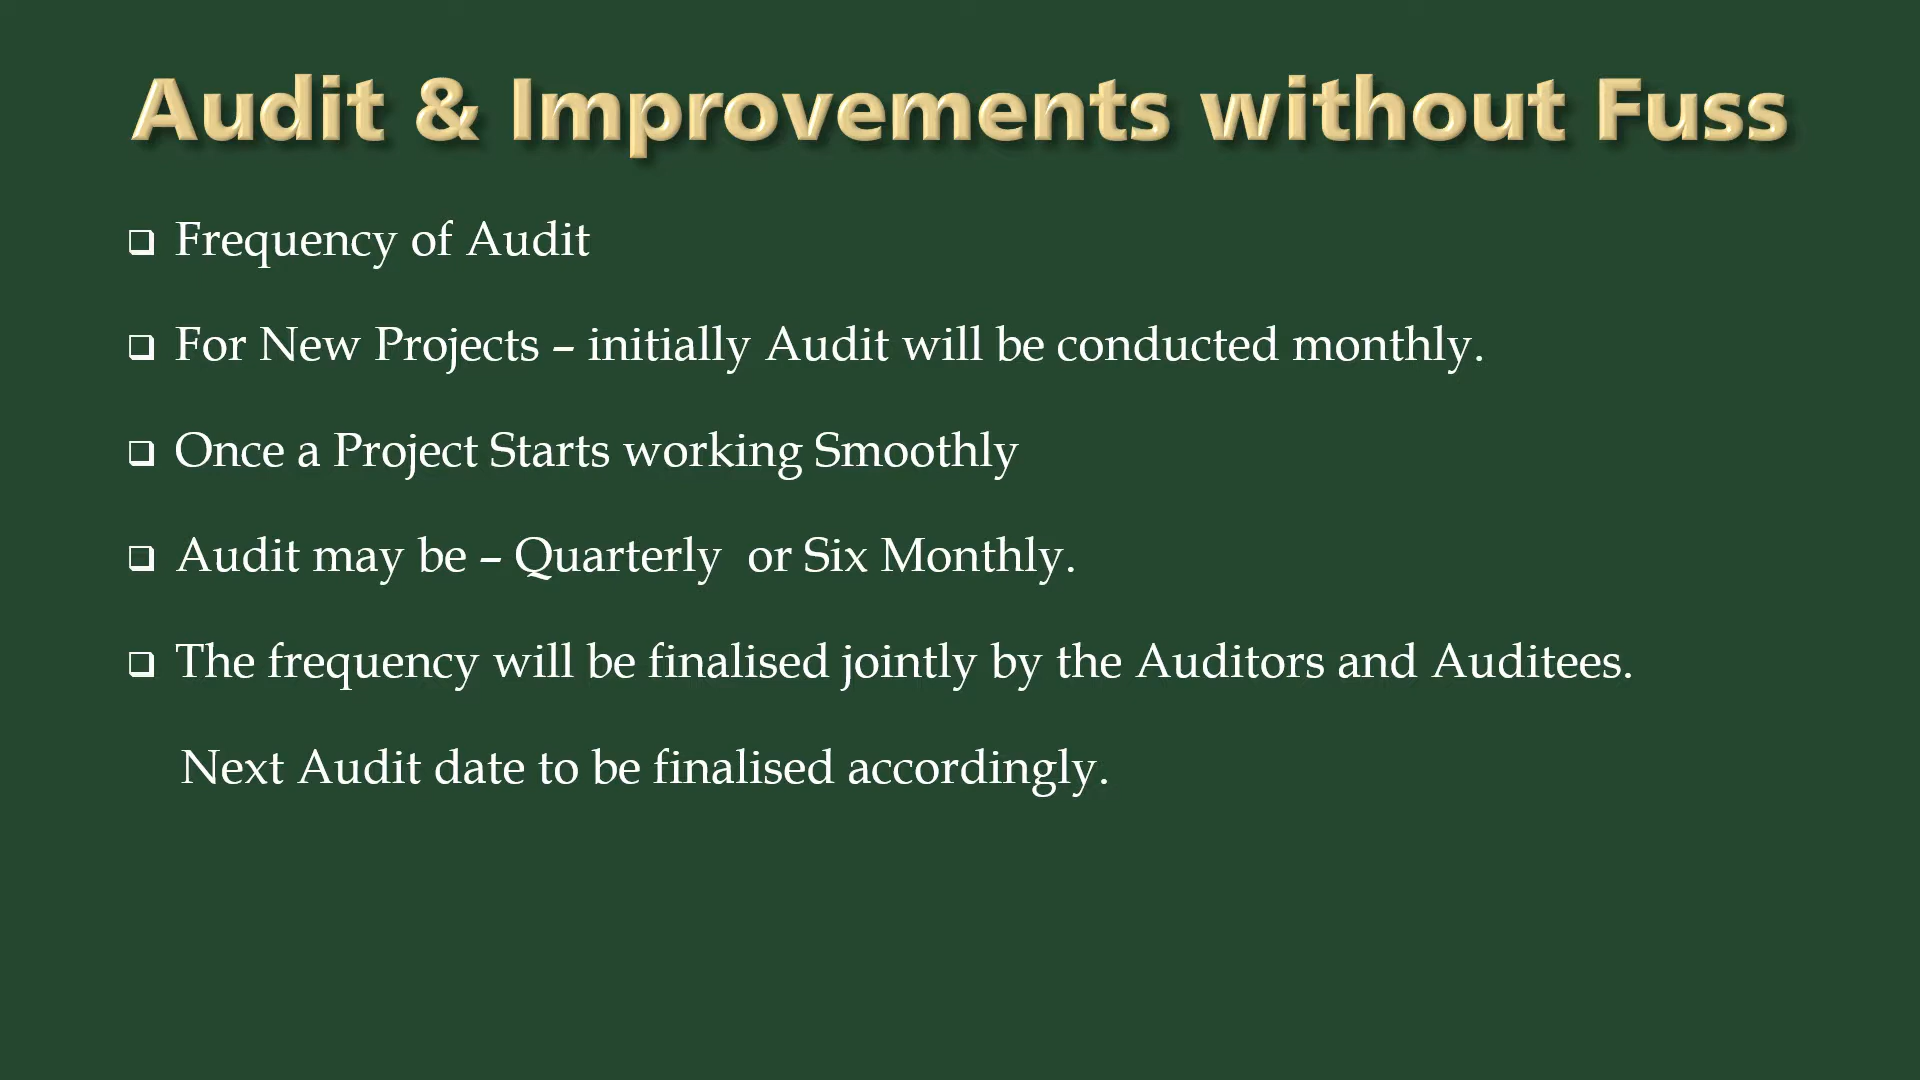 Audit & Improvements without Fuss
❑ Frequency of Audit
❑ For New Projects – initially Audit will be conducted monthly.
❑ Once a Project Starts working Smoothly
❑ Audit may be – Quarterly  or Six Monthly.
❑ The frequency will be finalised jointly by the Auditors and Auditees.
Next Audit date to be finalised accordingly.